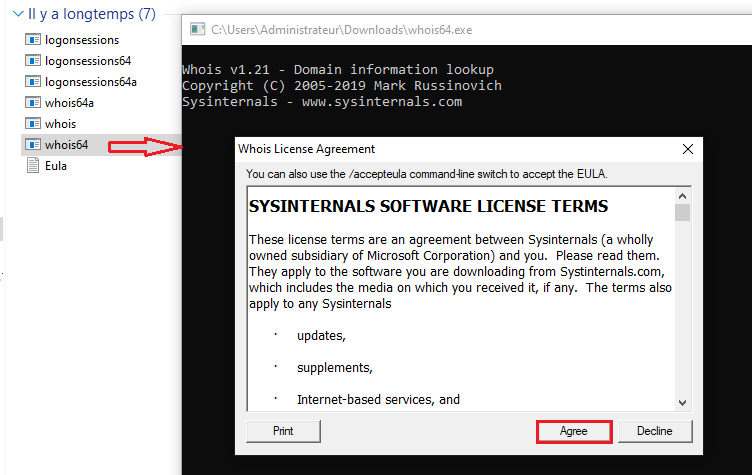 Il y a longtemps (7)
logonsessions
logonsessions64
logonsessions64a
whois64a
whois
whois64
Eula
C:\Users\Administrateur\Downloads\whois64.exe
Whois v1.21 - Domain information lookup
Copyright (C) 2005-2019 Mark Russinovich
Sysinternals - www.sysinternals.com
Whois License Agreement
You can also use the /accepteula command-line switch to accept the EULA.
SYSINTERNALS SOFTWARE LICENSE TERMS
These license terms are an agreement between Sysinternals (a wholly
owned subsidiary of Microsoft Corporation) and you.  Please read them.
They apply to the software you are downloading from Systinternals.com,
which includes the media on which you received it, if any.  The terms also
apply to any Sysinternals
· updates,
· supplements,
· Internet-based services, and
Print
Agree
Decline